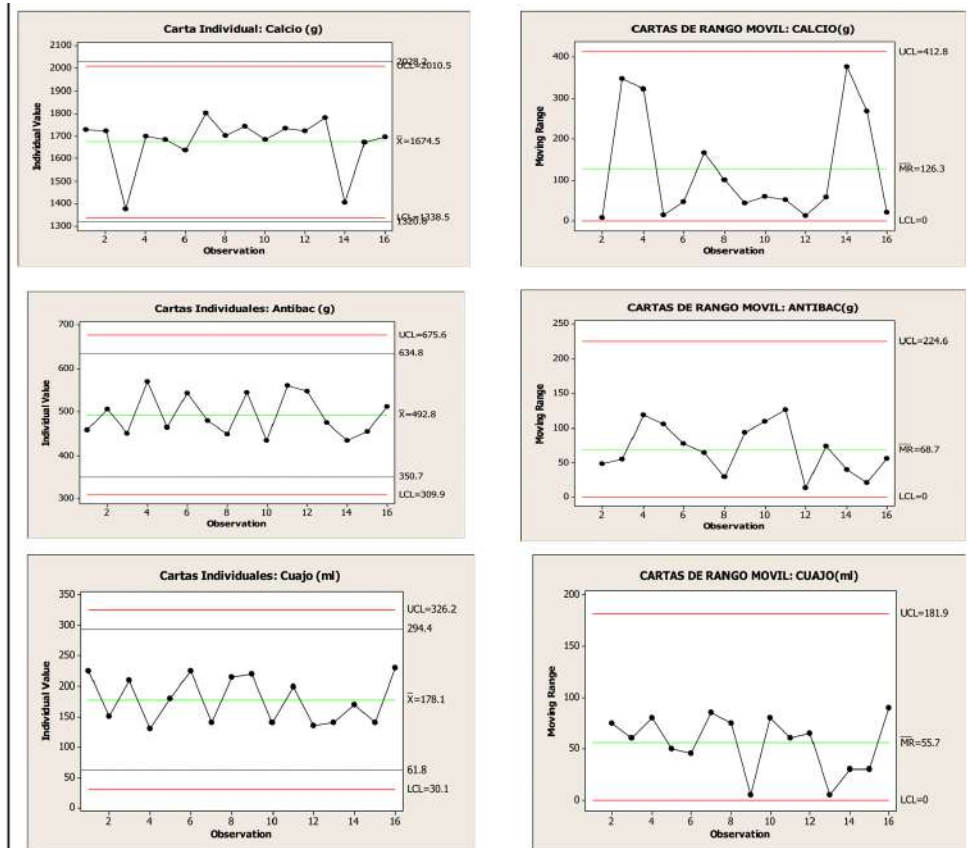 Carta Individual: Calcio (g)
2100
2000
1900
1800
1700
1600
1500
1400
1300
Individual Value
2028.2
UCL=2010.5
X=1674.5
LCL=1338.5
1320.8
2 4 6 8 10 12 14 16
Observation
CARTAS DE RANGO MOVIL: CALCIO(g)
400
300
200
100
0
Moving Range
UCL=412.8
MR=126.3
LCL=0
2 4 6 8 10 12 14 16
Observation
Cartas Individuales: Antibac (g)
700
600
500
400
300
Individual Value
UCL=675.6
634.8
X=492.8
350.7
LCL=309.9
2 4 6 8 10 12 14 16
Observation
CARTAS DE RANGO MOVIL: ANTIBAC(g)
250
200
150
100
50
0
Moving Range
UCL=224.6
MR=68.7
LCL=0
2 4 6 8 10 12 14 16
Observation
Cartas Individuales: Cuajo (ml)
350
300
250
200
150
100
50
0
Individual Value
UCL=326.2
294.4
X=178.1
61.8
LCL=30.1
2 4 6 8 10 12 14 16
Observation
CARTAS DE RANGO MOVIL: CUAJO(ml)
200
150
100
50
0
Moving Range
UCL=181.9
MR=55.7
LCL=0
2 4 6 8 10 12 14 16
Observation